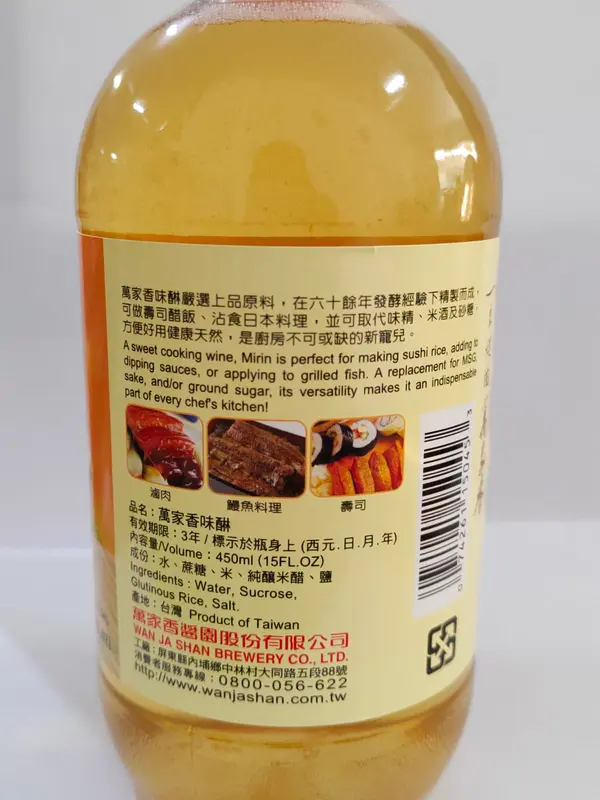 萬家香味醂嚴選上品原料，在六十餘年發酵經驗下精製而成，
可做壽司醋飯、沾食日本料理，並可取代味精、米酒及砂糖，
方便好用健康天然，是廚房不可或缺的新寵兒。
A sweet cooking wine, Mirin is perfect for making sushi rice, adding to
dipping sauces, or applying to grilled fish. A replacement for MSG,
sake, and/or ground sugar, its versatility makes it an indispensable
part of every chef's kitchen!
滷肉 鰻魚料理 壽司
品名：萬家香味醂
有效期限：3年/標示於瓶身上(西元.日.月.年)
內容量/Volume：450ml (15FL.OZ)
成份：水、蔗糖、米、純釀米醋、鹽
Ingredients : Water, Sucrose,
Glutinous Rice, Salt.
產地：台灣 Product of Taiwan
萬家香醬園股份有限公司
WAN JA SHAN BREWERY CO., LTD.
工廠：屏東縣內埔鄉中林村大同路五段88號
消費者服務專線：0800-056-622
http://www.wanjashan.com.tw
0 74261 15045 3